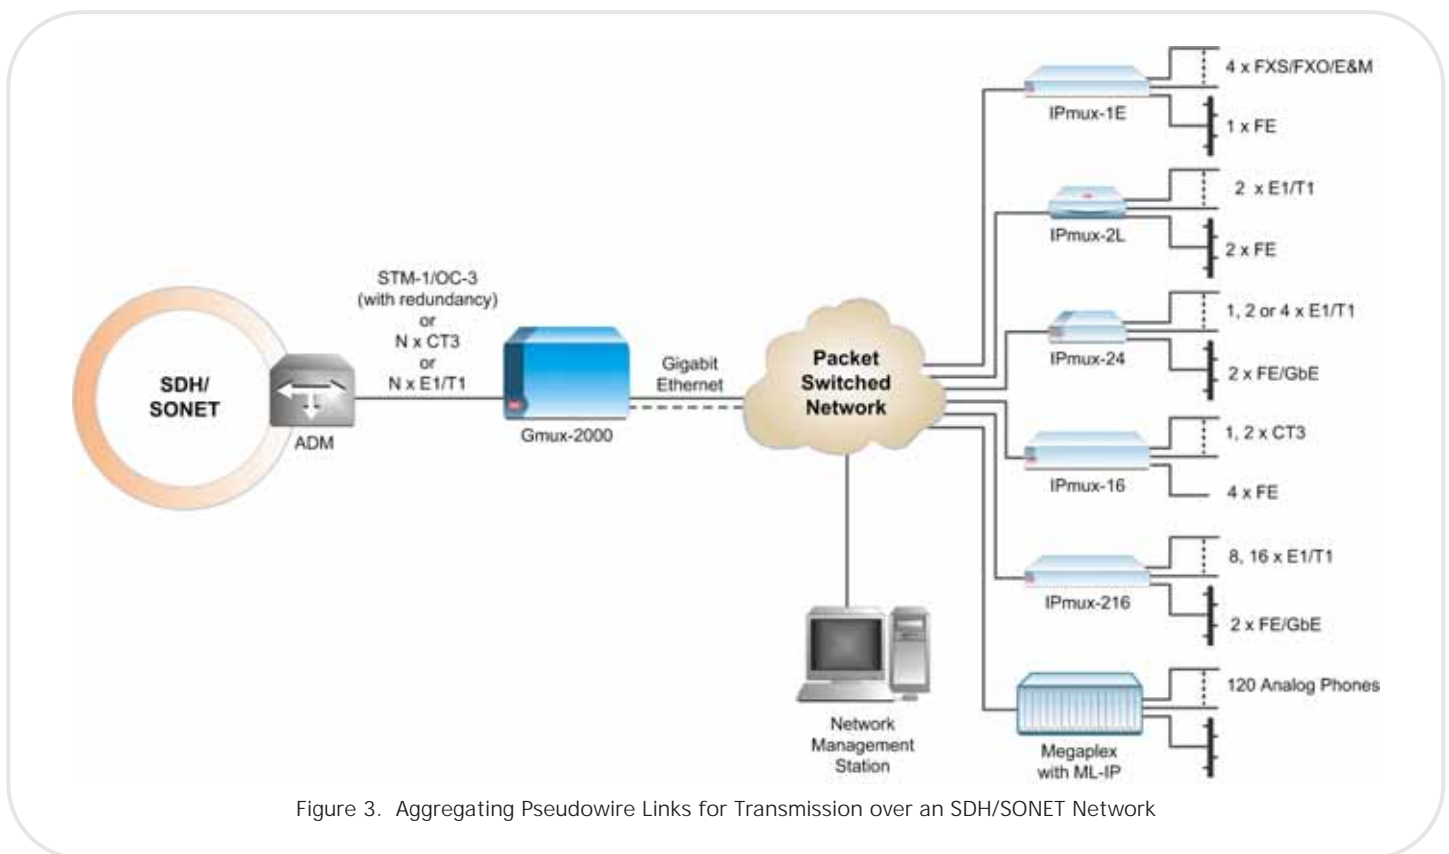 SDH/
SONET
ADM
STM-1/OC-3
(with redundancy)
or
N x CT3
or
N x E1/T1
Gmux-2000
Gigabit
Ethernet
Packet
Switched
Network
Network
Management
Station
4 x FXS/FXO/E&M
IPmux-1E
1 x FE
2 x E1/T1
IPmux-2L
2 x FE
1, 2 or 4 x E1/T1
IPmux-24
2 x FE/GbE
1, 2 x CT3
IPmux-16
4 x FE
8, 16 x E1/T1
IPmux-216
2 x FE/GbE
120 Analog Phones
Megaplex
with ML-IP
Figure 3. Aggregating Pseudowire Links for Transmission over an SDH/SONET Network